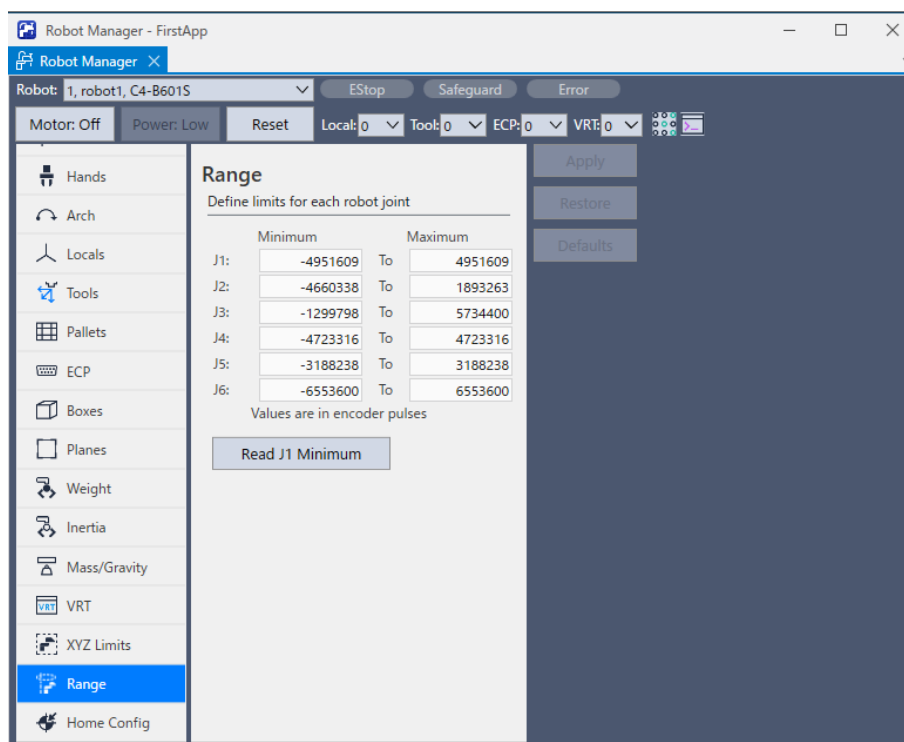 Robot Manager - FirstApp
Robot Manager
Robot: 1, robot1, C4-B601S EStop Safeguard Error
Motor: Off Power: Low Reset Local: 0 Tool: 0 ECP: 0 VRT: 0
Hands
Arch
Locals
Tools
Pallets
ECP
Boxes
Planes
Weight
Inertia
Mass/Gravity
VRT VRT
XYZ Limits
Range
Home Config
Range
Define limits for each robot joint
Minimum Maximum
J1: -4951609 To 4951609
J2: -4660338 To 1893263
J3: -1299798 To 5734400
J4: -4723316 To 4723316
J5: -3188238 To 3188238
J6: -6553600 To 6553600
Values are in encoder pulses
Read J1 Minimum
Apply
Restore
Defaults